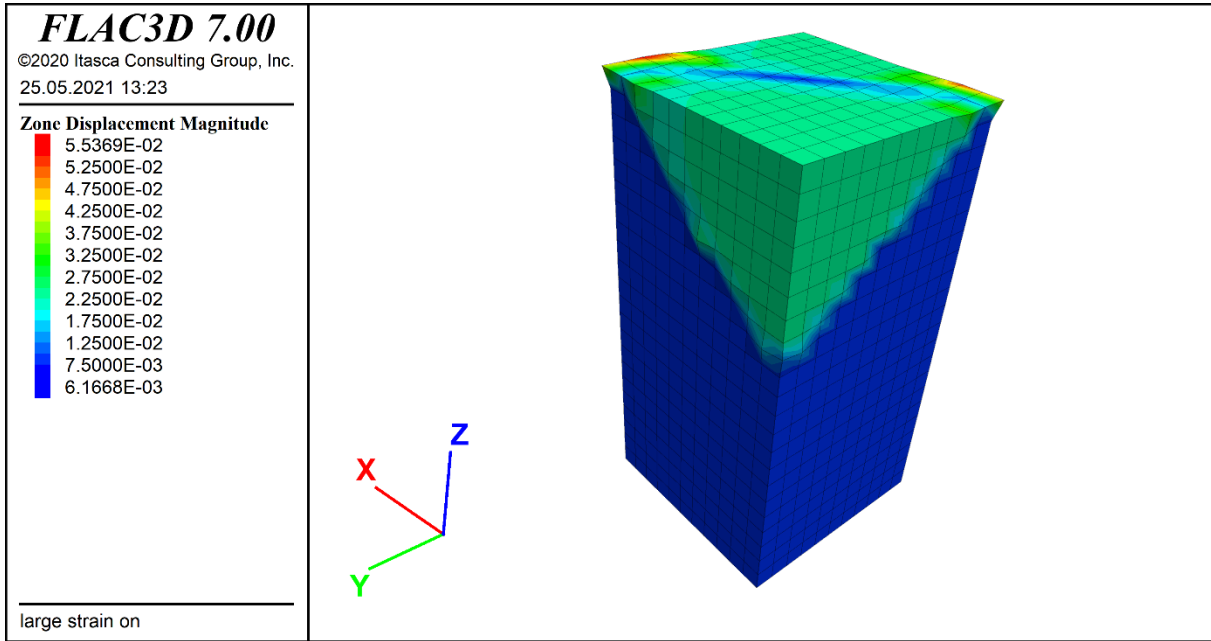 FLAC3D 7.00
©2020 Itasca Consulting Group, Inc.
25.05.2021 13:23
Zone Displacement Magnitude
5.5369E-02
5.2500E-02
4.7500E-02
4.2500E-02
3.7500E-02
3.2500E-02
2.7500E-02
2.2500E-02
1.7500E-02
1.2500E-02
7.5000E-03
6.1668E-03
large strain on
Z
X
Y